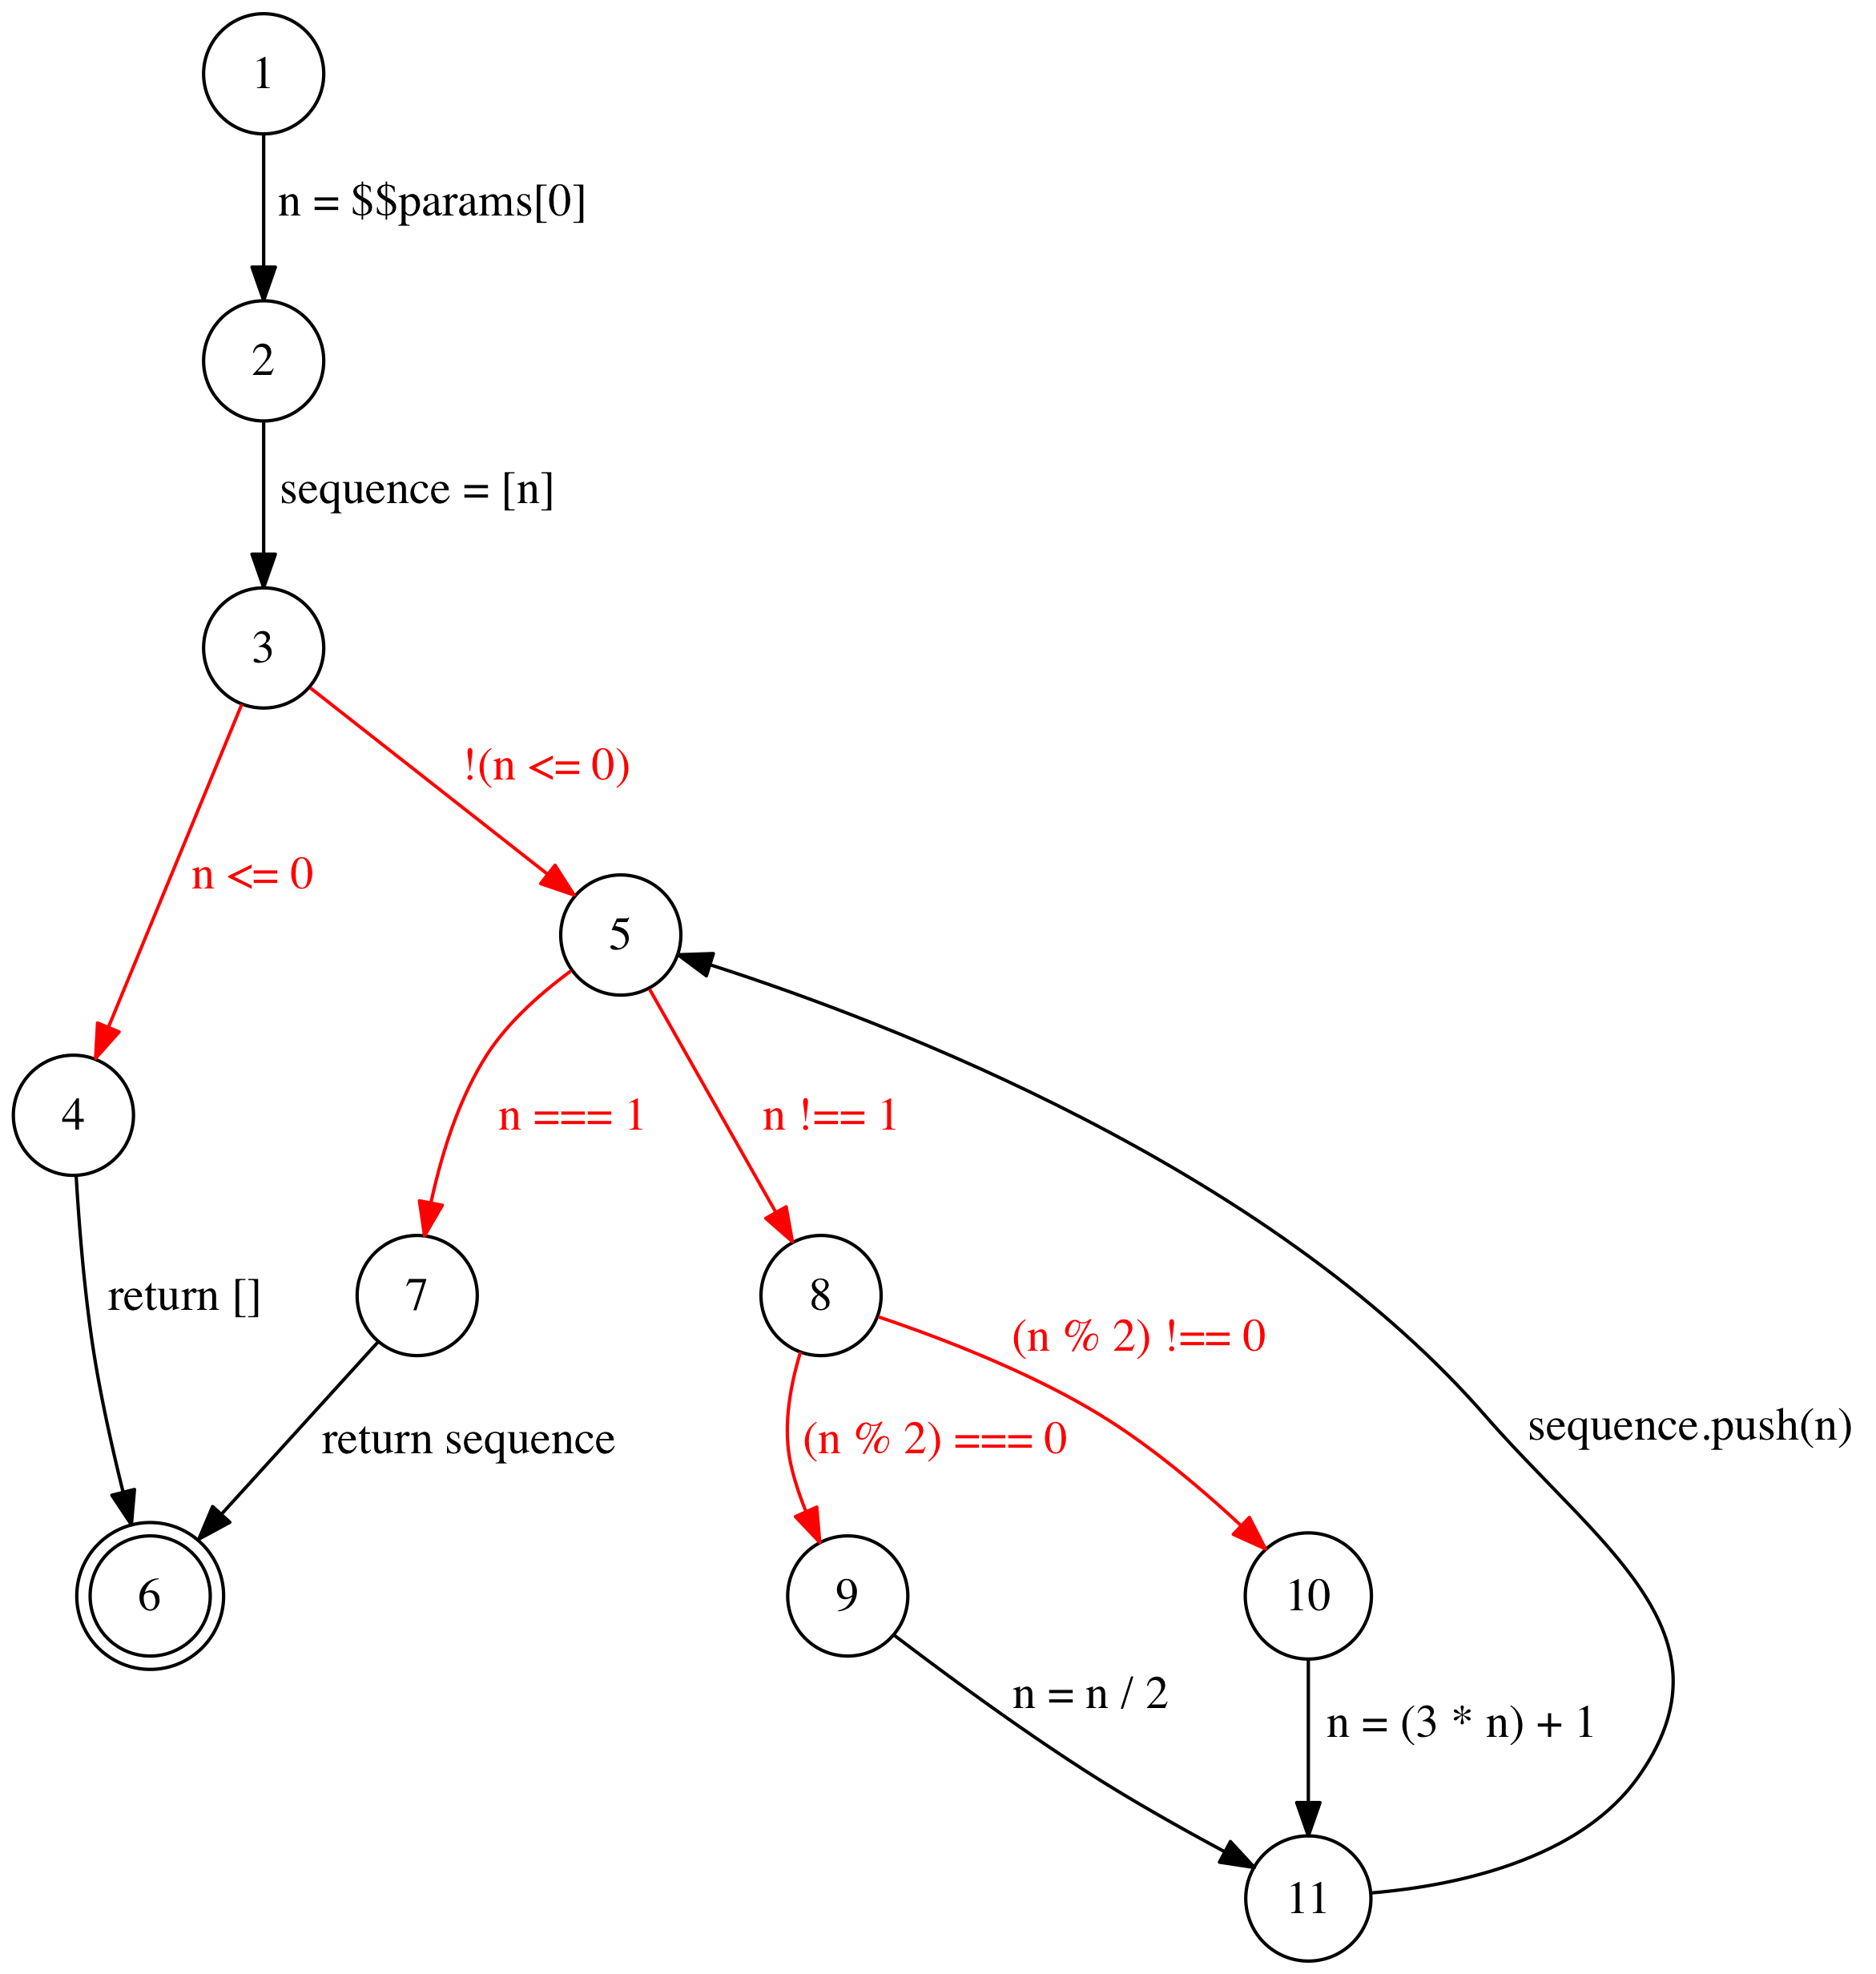 1
n = $$params[0]
2
sequence = [n]
3
!(n <= 0)
n <= 0
5
4
n === 1
n !== 1
return []
7
8
(n % 2) !== 0
return sequence
(n % 2) === 0
sequence.push(n)
6
9
10
n = n / 2
n = (3 * n) + 1
11